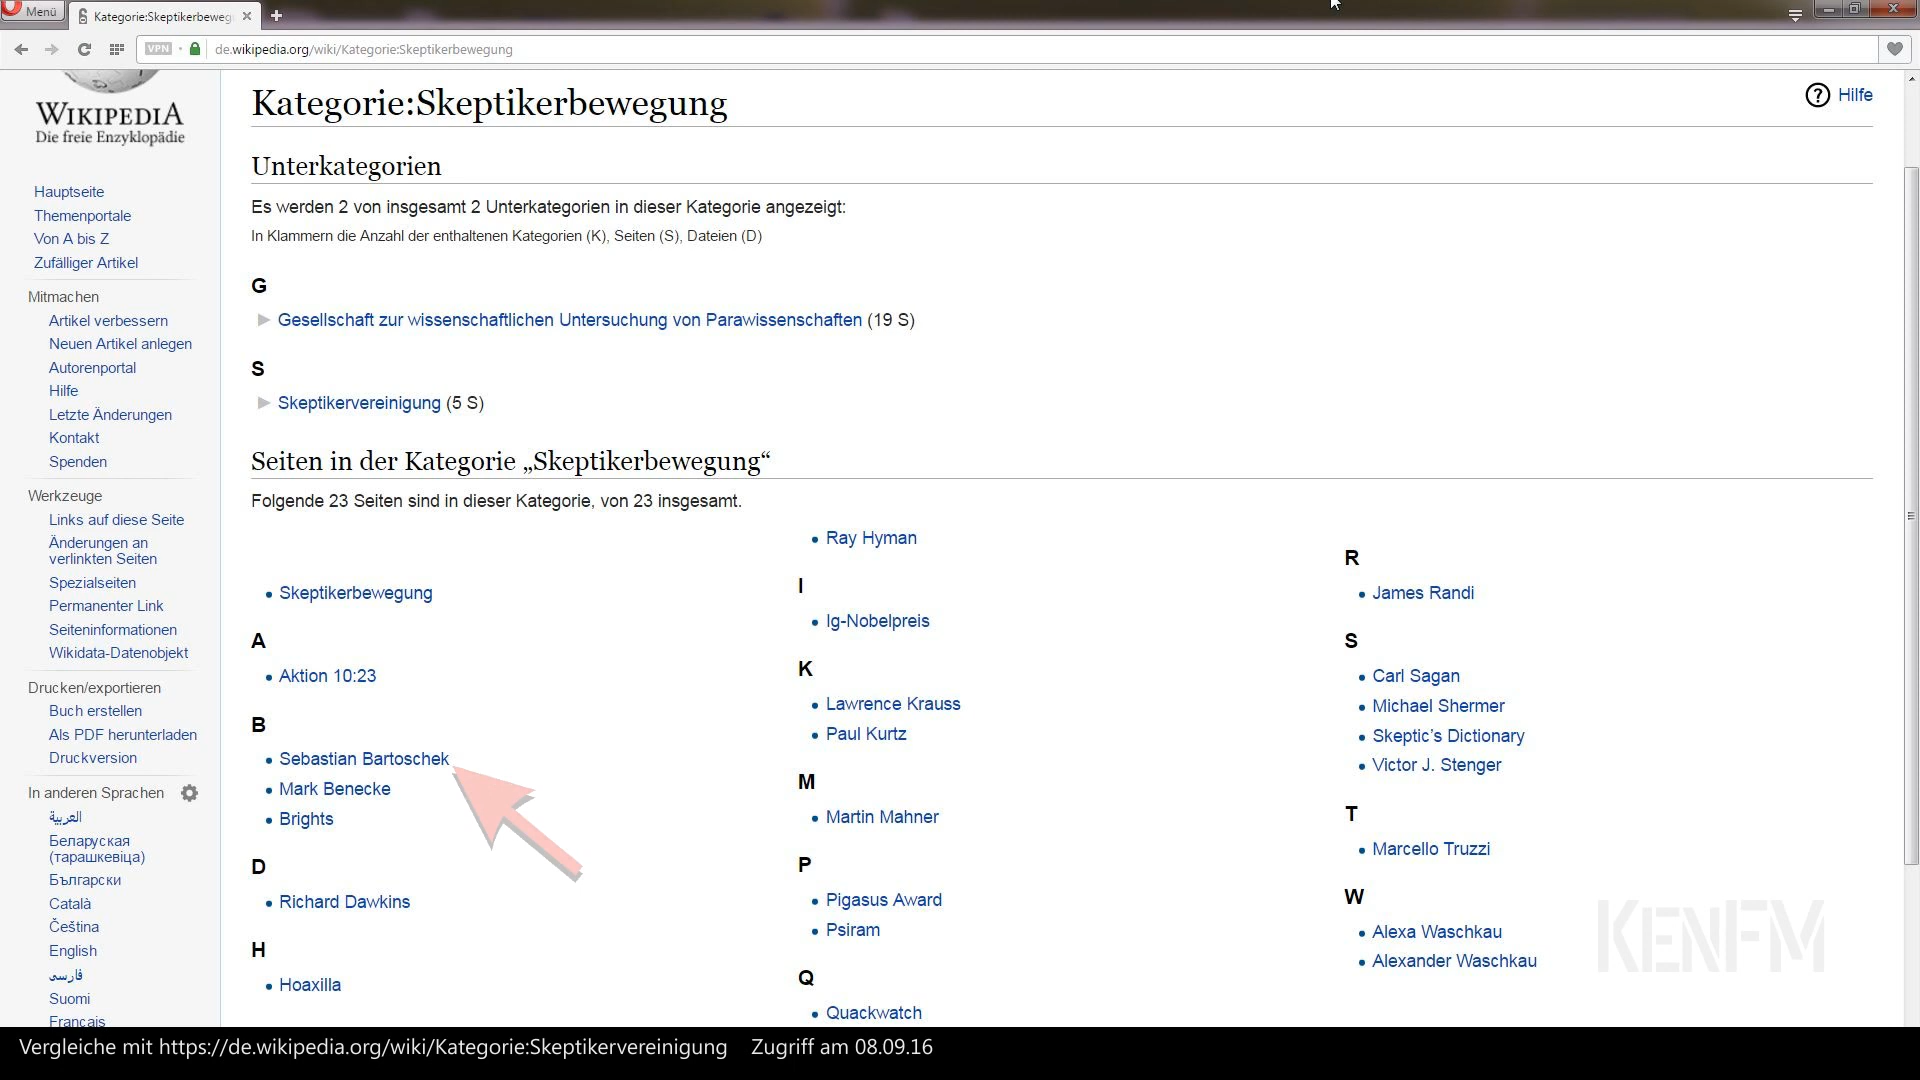 Menü
Kategorie:Skeptikerbeweg
VPN
de.wikipedia.org/wiki/Kategorie:Skeptikerbewegung
WIKIPEDIA
Die freie Enzyklopädie
Hauptseite
Themenportale
Von A bis Z
Zufälliger Artikel
Mitmachen
Artikel verbessern
Neuen Artikel anlegen
Autorenportal
Hilfe
Letzte Änderungen
Kontakt
Spenden
Werkzeuge
Links auf diese Seite
Änderungen an
verlinkten Seiten
Spezialseiten
Permanenter Link
Seiteninformationen
Wikidata-Datenobjekt
Drucken/exportieren
Buch erstellen
Als PDF herunterladen
Druckversion
In anderen Sprachen
العربية
Беларуская
(тарашкевіца)
Български
Català
Čeština
English
فارسی
Suomi
Français
Kategorie:Skeptikerbewegung
Hilfe
Unterkategorien
Es werden 2 von insgesamt 2 Unterkategorien in dieser Kategorie angezeigt:
In Klammern die Anzahl der enthaltenen Kategorien (K), Seiten (S), Dateien (D)
G
Gesellschaft zur wissenschaftlichen Untersuchung von Parawissenschaften (19 S)
S
Skeptikervereinigung (5 S)
Seiten in der Kategorie „Skeptikerbewegung“
Folgende 23 Seiten sind in dieser Kategorie, von 23 insgesamt.
Skeptikerbewegung
A
Aktion 10:23
B
Sebastian Bartoschek
Mark Benecke
Brights
D
Richard Dawkins
H
Hoaxilla
Ray Hyman
I
Ig-Nobelpreis
K
Lawrence Krauss
Paul Kurtz
M
Martin Mahner
P
Pigasus Award
Psiram
Q
Quackwatch
R
James Randi
S
Carl Sagan
Michael Shermer
Skeptic's Dictionary
Victor J. Stenger
T
Marcello Truzzi
W
Alexa Waschkau
Alexander Waschkau
KENFM
Vergleiche mit https://de.wikipedia.org/wiki/Kategorie:Skeptikervereinigung Zugriff am 08.09.16